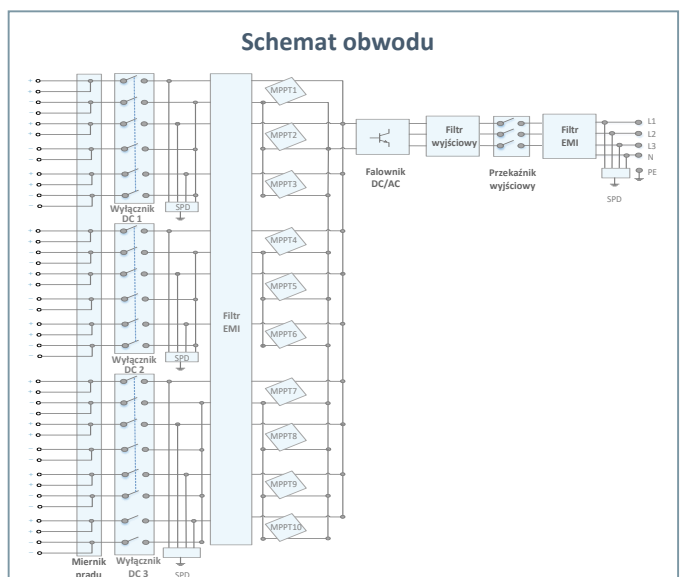 Schemat obwodu
MPPT1
MPPT2
MPPT3
Wyłącznik
DC 1
SPD
MPPT4
MPPT5
MPPT6
Wyłącznik
DC 2
SPD
MPPT7
MPPT8
MPPT9
MPPT10
Miernik
prądu
Wyłącznik
DC 3
SPD
Filtr
EMI
Falownik
DC/AC
Filtr
wyjściowy
Przekaźnik
wyjściowy
Filtr
EMI
L1
L2
L3
N
PE
SPD